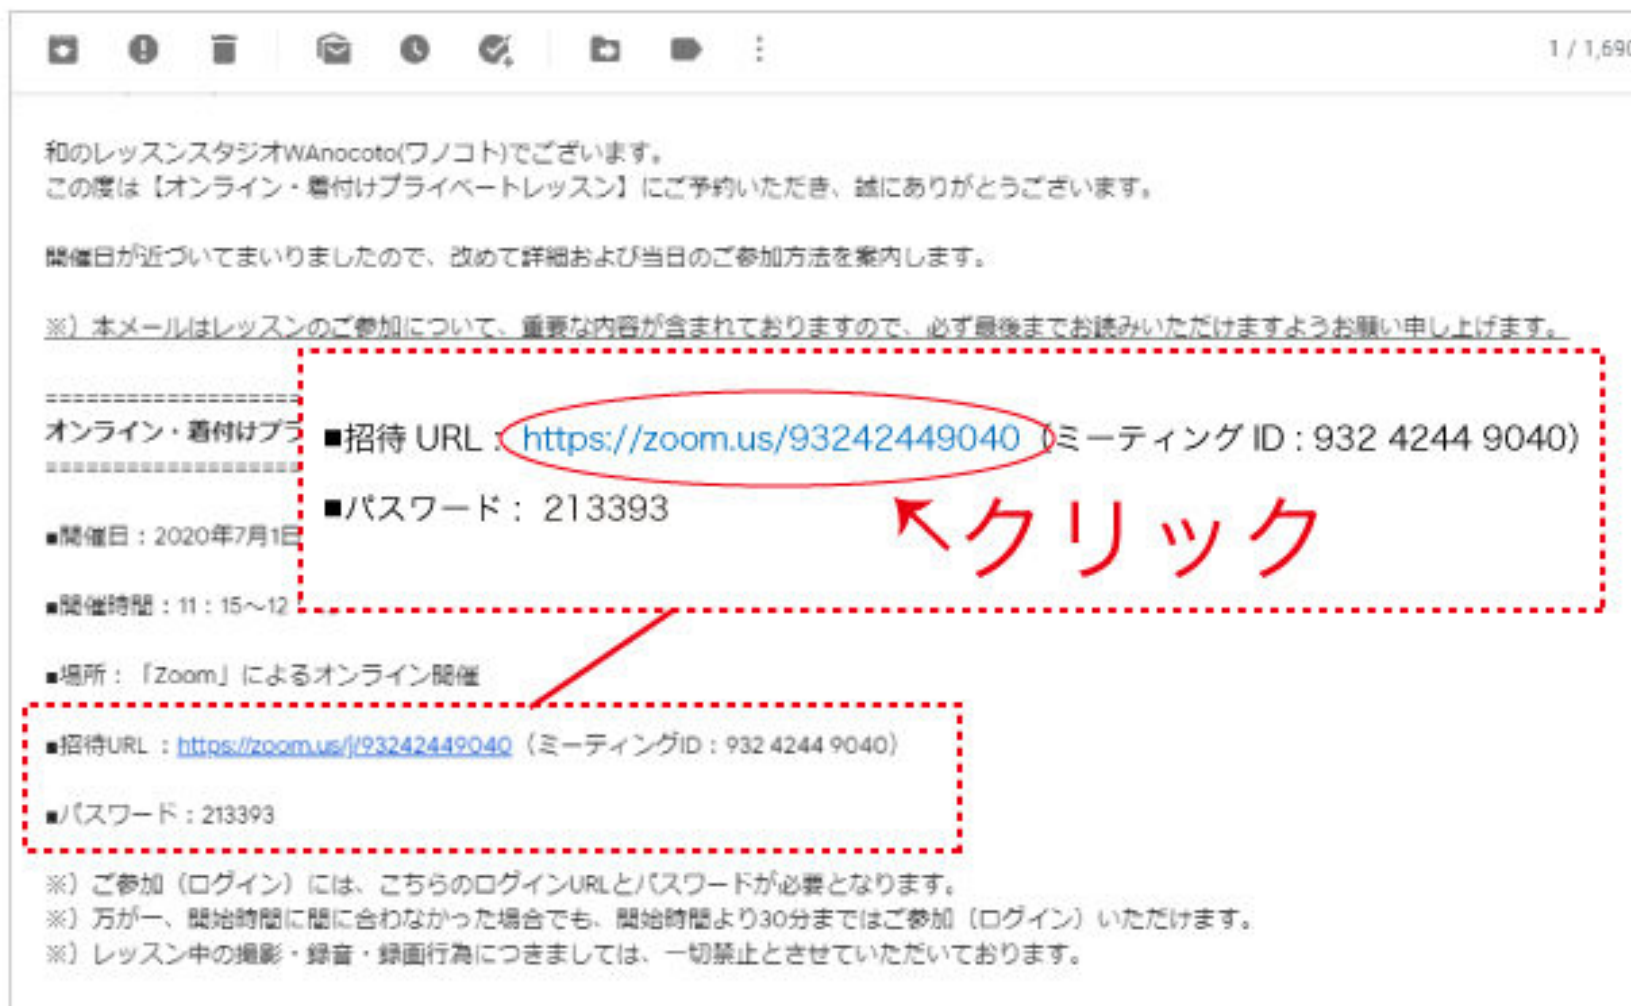 1 / 1,690
和のレッスンスタジオWAnocoto(ワノコト)でございます。
この度は【オンライン・着付けプライベートレッスン】にご予約いただき、誠にありがとうございます。
開催日が近づいてまいりましたので、改めて詳細および当日のご参加方法を案内します。
※）本メールはレッスンのご参加について、重要な内容が含まれておりますので、必ず最後までお読みいただけますようお願い申し上げます。
====================
オンライン・着付けプラ
====================
■招待 URL : https://zoom.us/93242449040（ミーティング ID : 932 4244 9040）
■パスワード : 213393
クリック
■開催日：2020年7月1日
■開催時間：11：15〜12
■場所：「Zoom」によるオンライン開催
■招待URL ：https://zoom.us/j/93242449040（ミーティングID：932 4244 9040）
■パスワード：213393
※）ご参加（ログイン）には、こちらのログインURLとパスワードが必要となります。
※）万が一、開始時間に間に合わなかった場合でも、開始時間より30分まではご参加（ログイン）いただけます。
※）レッスン中の撮影・録音・録画行為につきましては、一切禁止とさせていただいております。